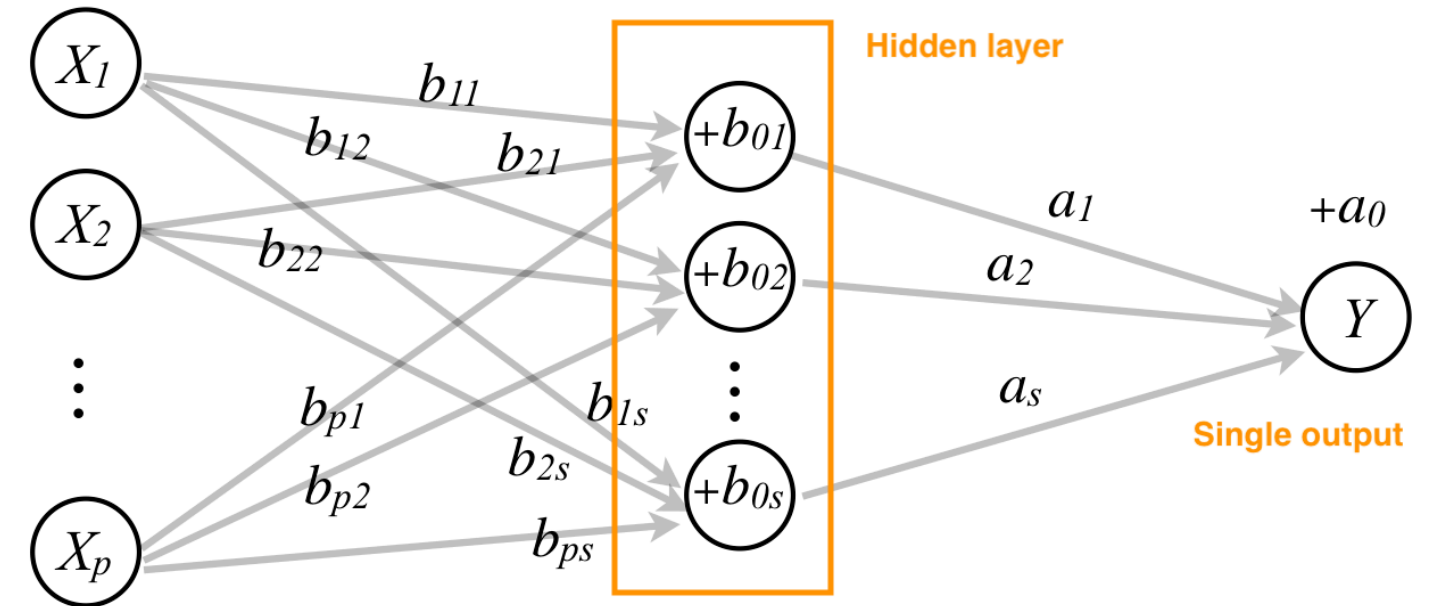 X₁
b₁₁
Hidden layer
+b₀₁
b₁₂
b₂₁
a₁
+a₀
X₂
b₂₂
+b₀₂
a₂
Y
⋮
⋮
bₚ₁
b₁ₛ
aₛ
Single output
b₂ₛ
bₚ₂
+b₀ₛ
Xₚ
bₚₛ